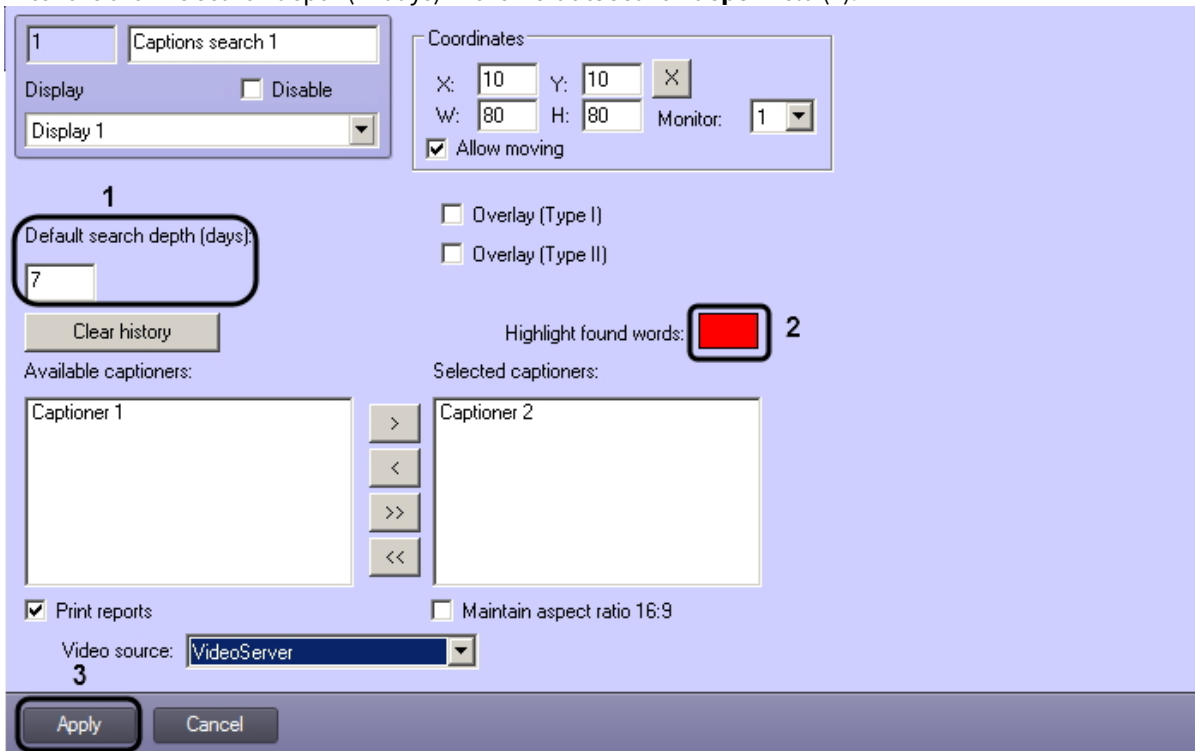 1 Captions search 1
Display Disable
Display 1
Coordinates
X: 10 Y: 10 X
W: 80 H: 80 Monitor: 1
Allow moving
1
Default search depth (days):
7
Overlay (Type I)
Overlay (Type II)
Clear history
Highlight found words: 2
Available captioners:
Selected captioners:
Captioner 1
Captioner 2
>
<
>>
<<
Print reports
Maintain aspect ratio 16:9
Video source: VideoServer
3
Apply Cancel